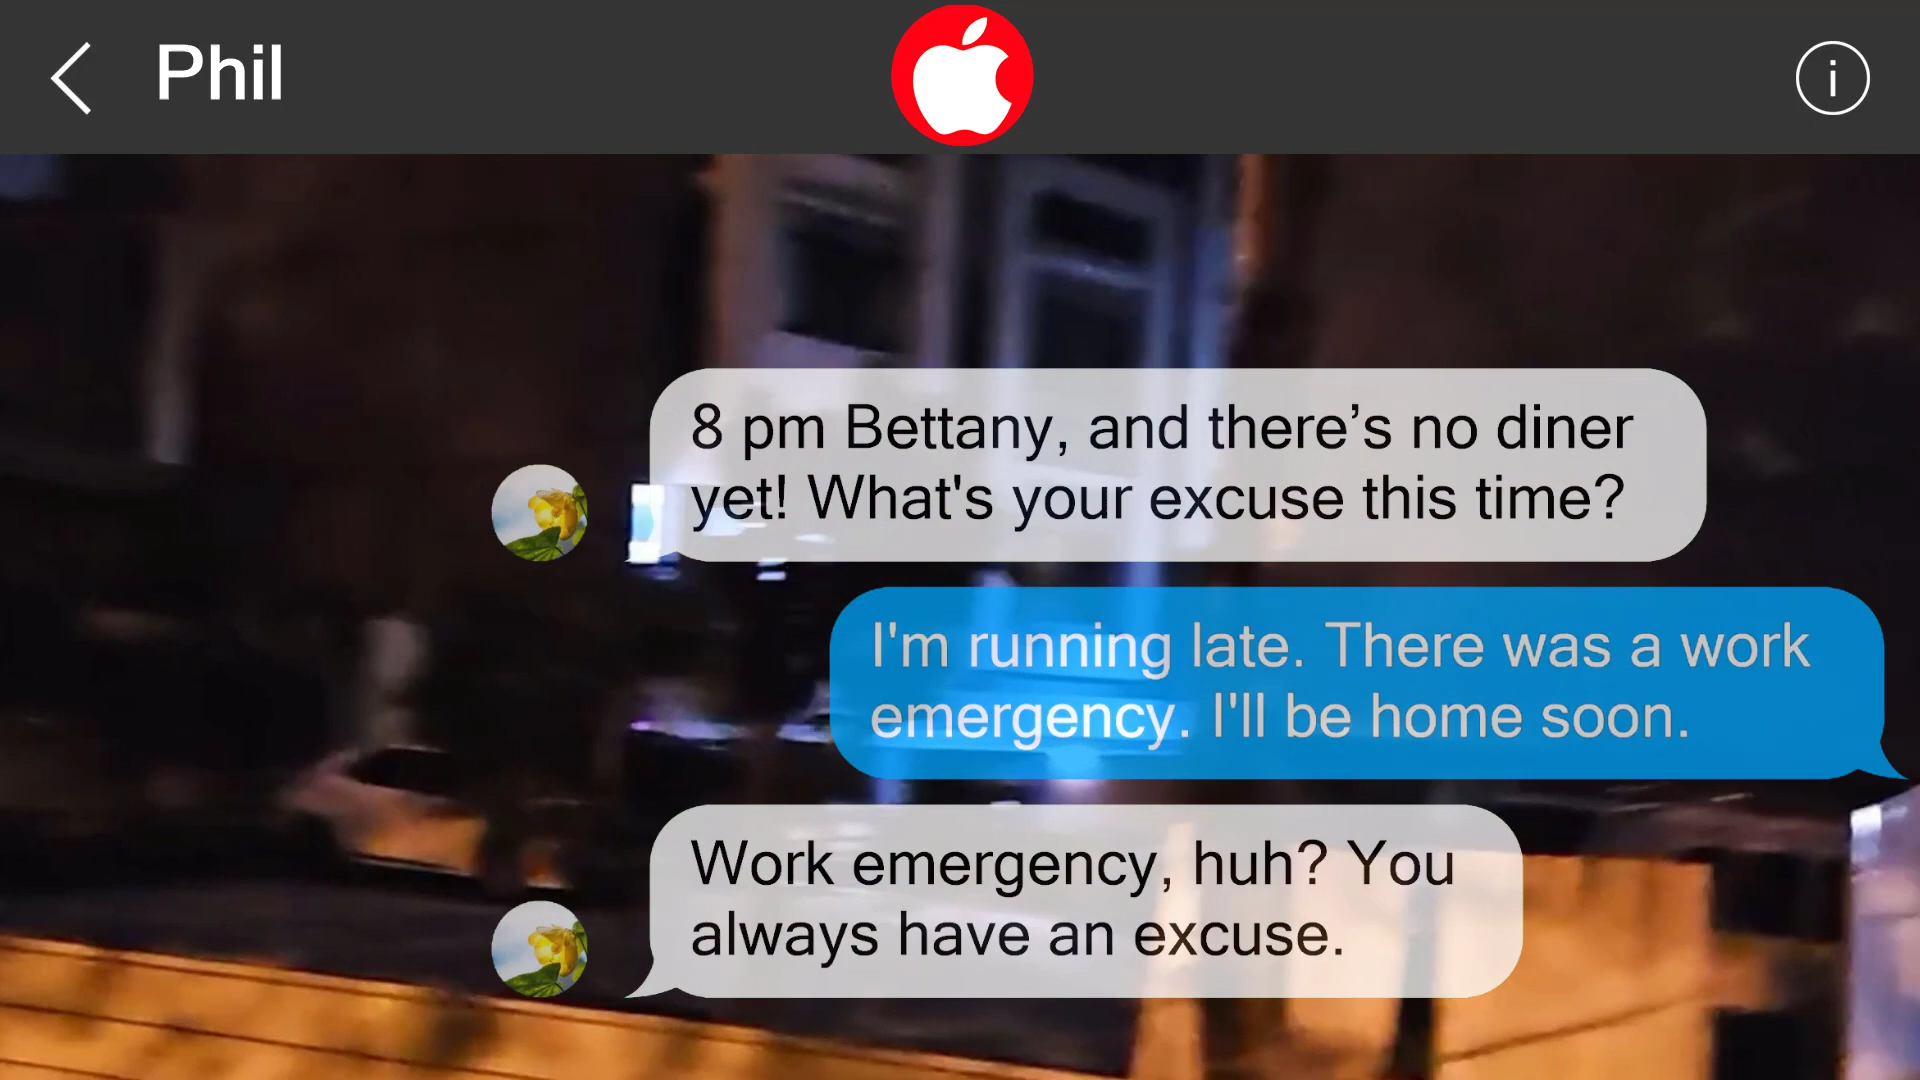 Phil
i
8 pm Bettany, and there’s no diner
yet! What's your excuse this time?
I'm running late. There was a work
emergency. I'll be home soon.
Work emergency, huh? You
always have an excuse.